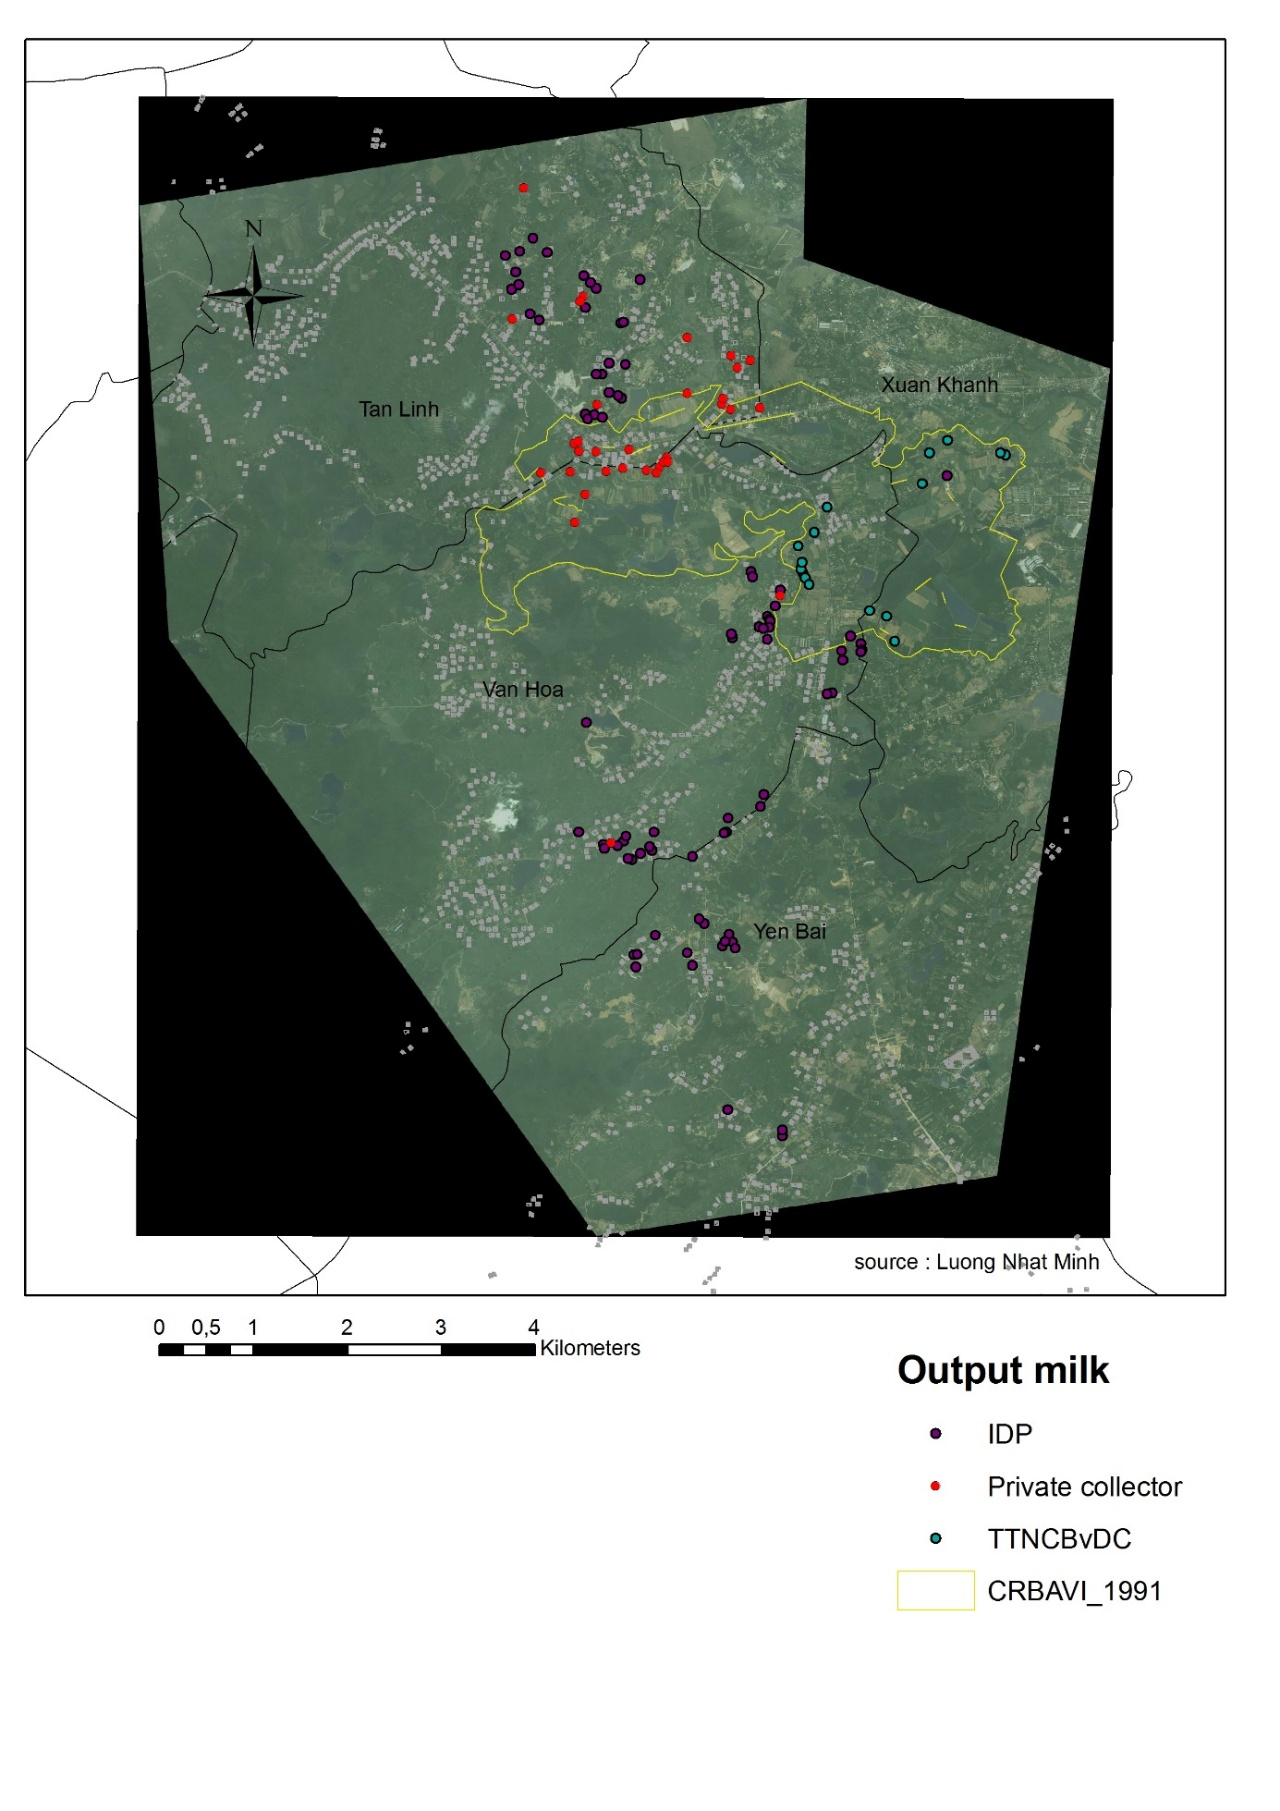 N
Xuan Khanh
Tan Linh
Van Hoa
Yen Bai
source : Luong Nhat Minh
0 0,5 1 2 3 4
Kilometers
Output milk
IDP
Private collector
TTNCBvDC
CRBAVI_1991